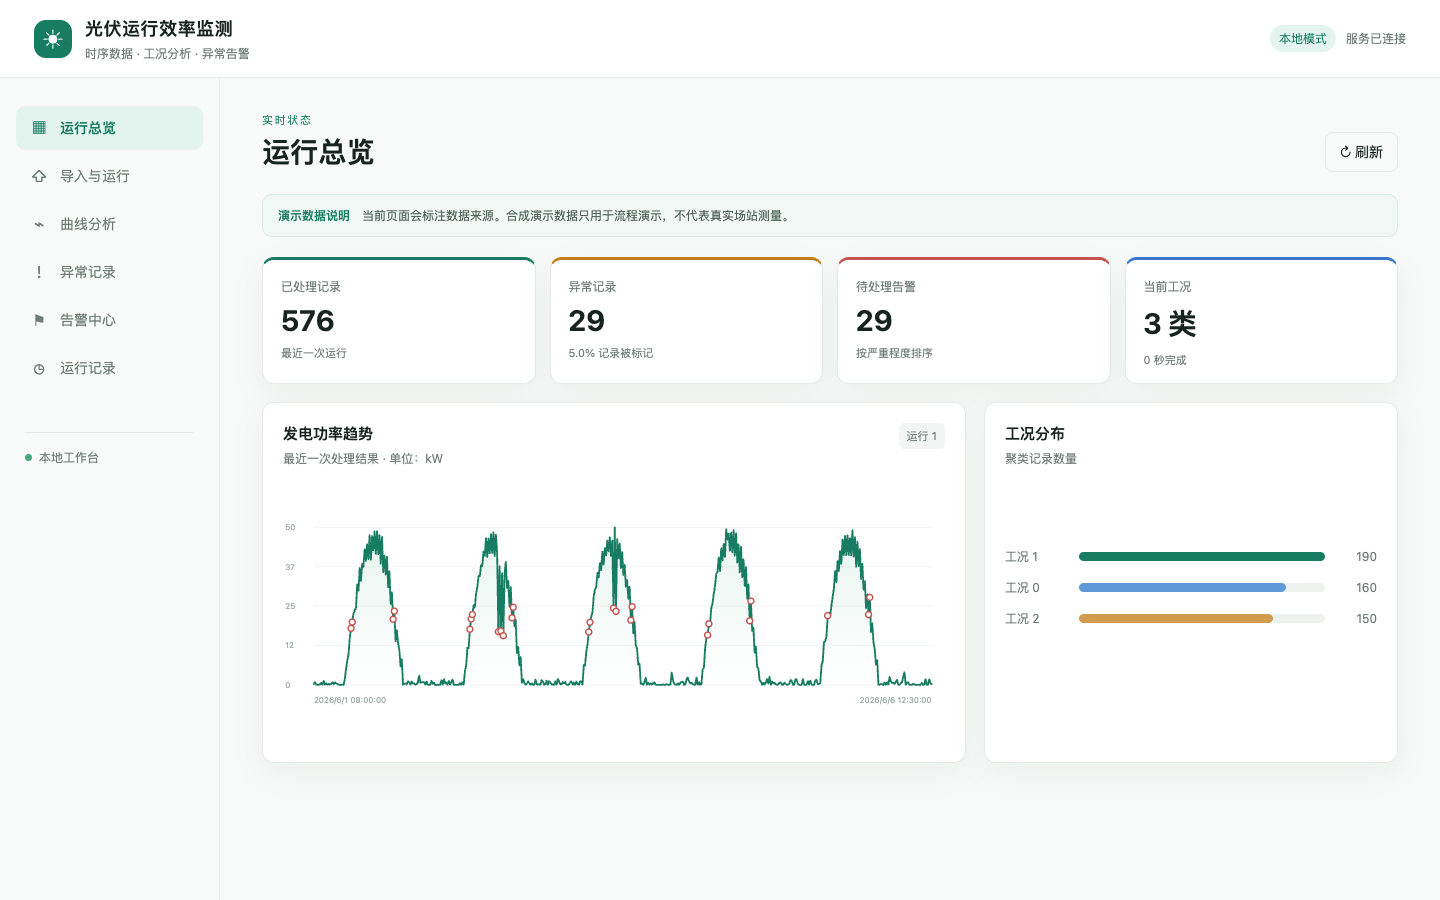 光伏运行效率监测
时序数据 · 工况分析 · 异常告警
本地模式
服务已连接
运行总览
导入与运行
曲线分析
异常记录
告警中心
运行记录
本地工作台
实时状态
运行总览
刷新
演示数据说明 当前页面会标注数据来源。合成演示数据只用于流程演示，不代表真实场站测量。
已处理记录
576
最近一次运行
异常记录
29
5.0% 记录被标记
待处理告警
29
按严重程度排序
当前工况
3 类
0 秒完成
发电功率趋势
最近一次处理结果 · 单位：kW
运行 1
50
37
25
12
0
2026/6/1 08:00:00
2026/6/6 12:30:00
工况分布
聚类记录数量
工况 1 190
工况 0 160
工况 2 150